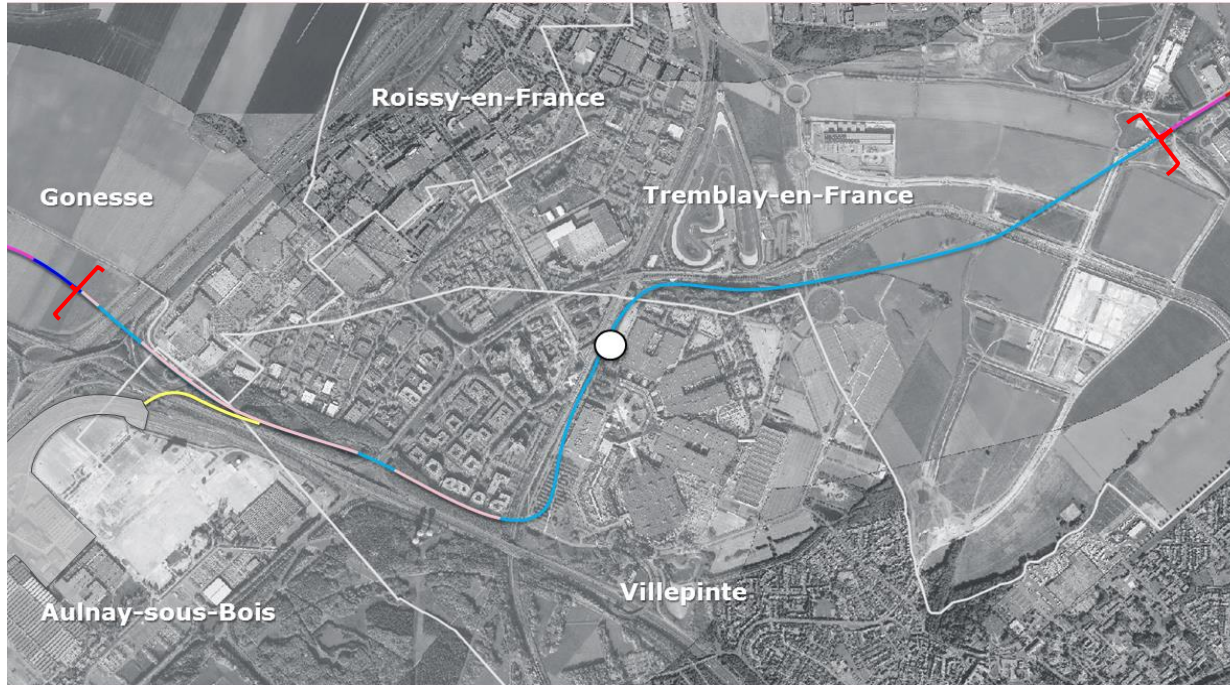 Roissy-en-France
Gonesse
Tremblay-en-France
Villepinte
Aulnay-sous-Bois